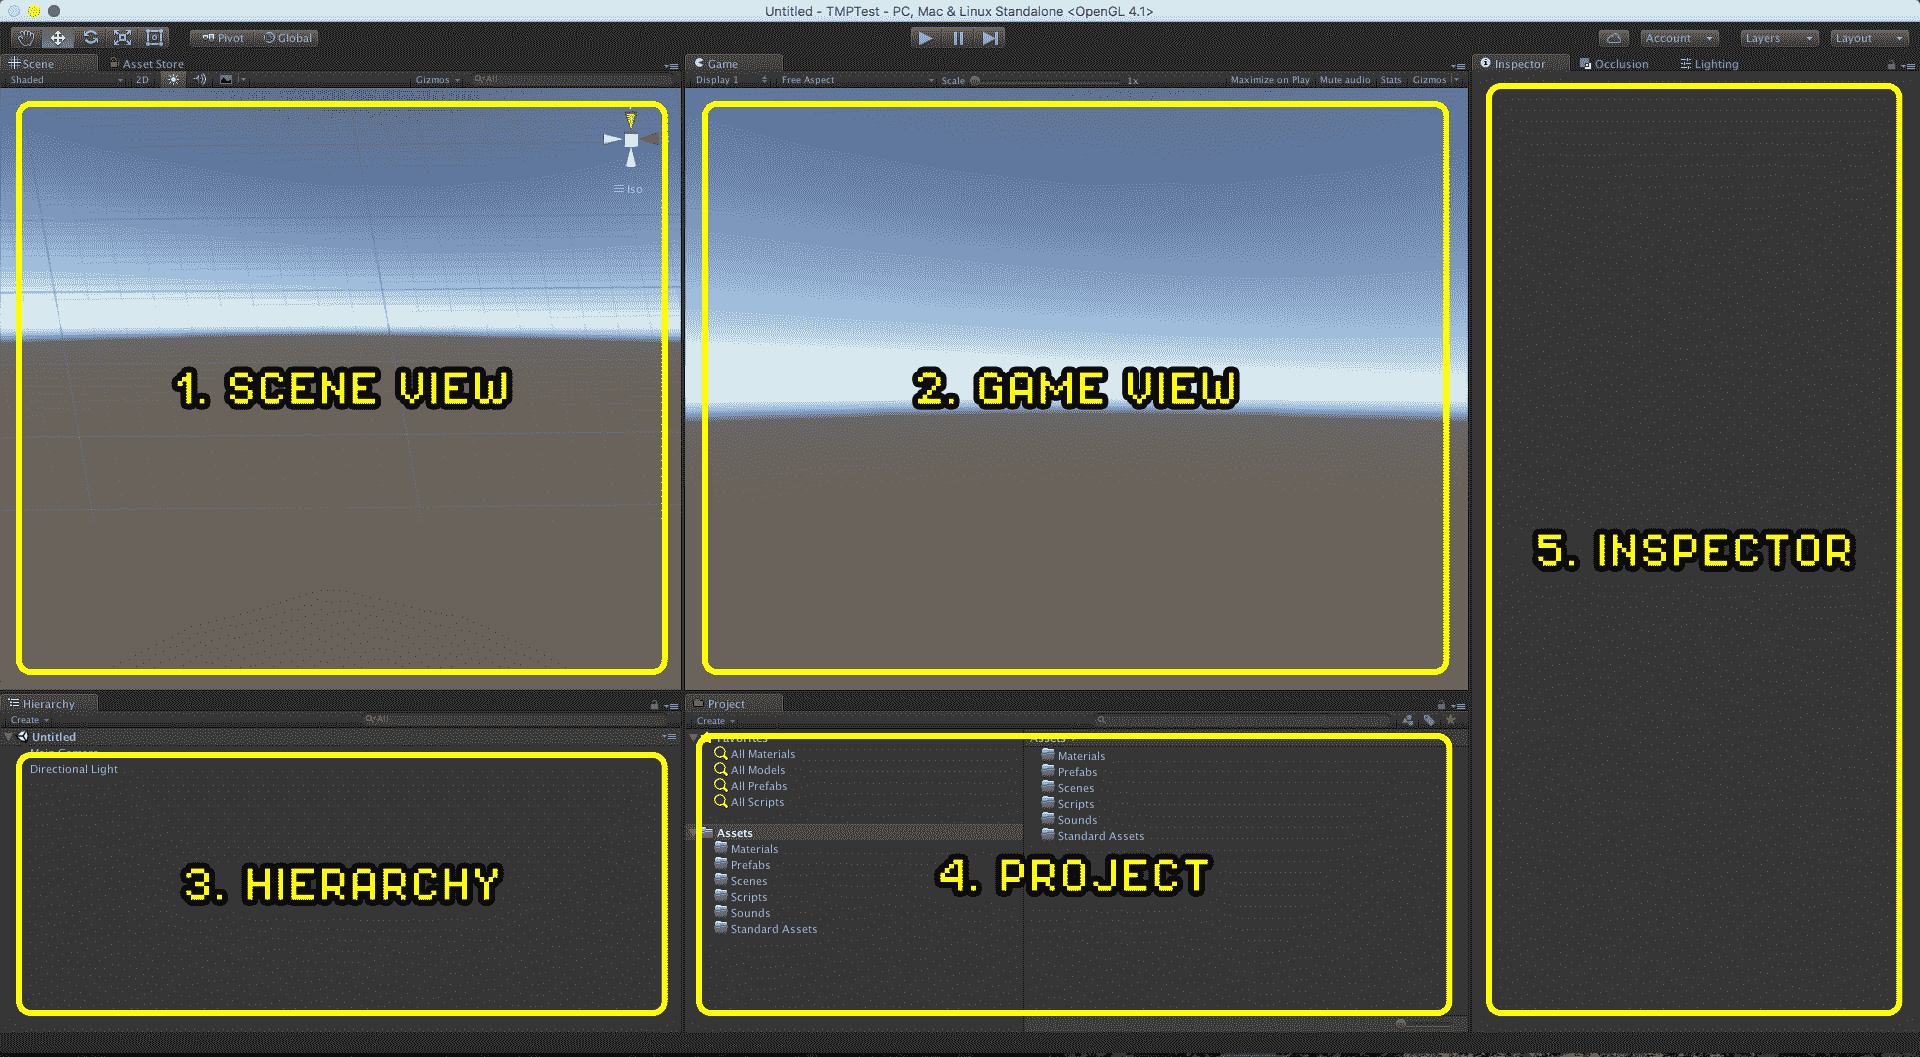 Untitled - TMPTest - PC, Mac & Linux Standalone <OpenGL 4.1>
Pivot Global Account Layers Layout
Scene Asset Store
Shaded 2D Gizmos All
Iso
1. SCENE VIEW
Game
Display 1 Free Aspect Scale 1x Maximize on Play Mute audio Stats Gizmos
2. GAME VIEW
Inspector Occlusion Lighting
5. INSPECTOR
Hierarchy
Create All
Untitled
Main Camera
Directional Light
3. HIERARCHY
Project
Create
Favorites
All Materials
All Models
All Prefabs
All Scripts
Assets
Materials
Prefabs
Scenes
Scripts
Sounds
Standard Assets
Assets
Materials
Prefabs
Scenes
Scripts
Sounds
Standard Assets
4. PROJECT